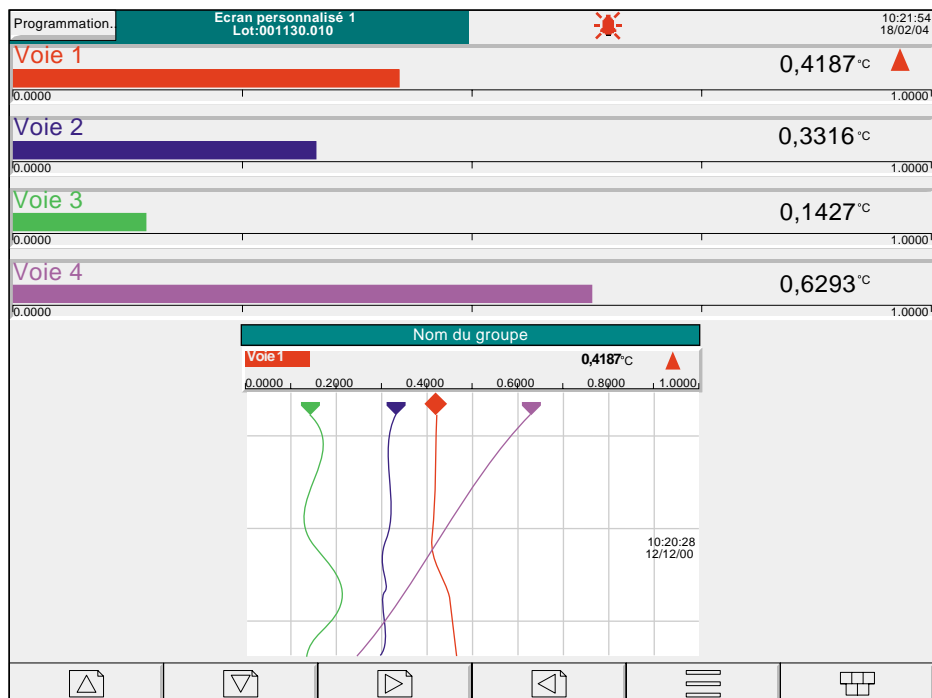 Programmation..
Ecran personnalisé 1
Lot:001130.010
10:21:54
18/02/04
Voie 1
0,4187 °C
0.0000 1.0000
Voie 2
0,3316 °C
0.0000 1.0000
Voie 3
0,1427 °C
0.0000 1.0000
Voie 4
0,6293 °C
0.0000 1.0000
Nom du groupe
Voie 1 0,4187 °C
0.0000 0.2000 0.4000 0.6000 0.8000 1.0000
10:20:28
12/12/00